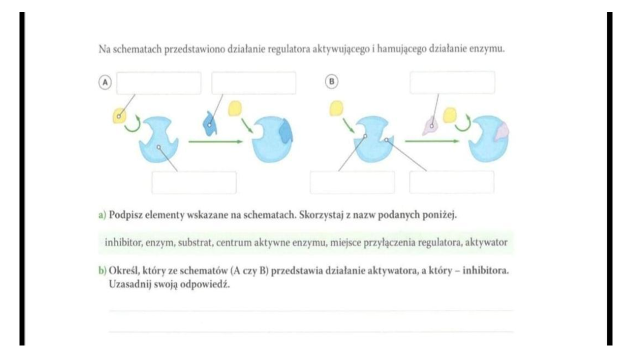 Na schematach przedstawiono działanie regulatora aktywującego i hamującego działanie enzymu.
A
B
a) Podpisz elementy wskazane na schematach. Skorzystaj z nazw podanych poniżej.
inhibitor, enzym, substrat, centrum aktywne enzymu, miejsce przyłączenia regulatora, aktywator
b) Określ, który ze schematów (A czy B) przedstawia działanie aktywatora, a który – inhibitora.
Uzasadnij swoją odpowiedź.